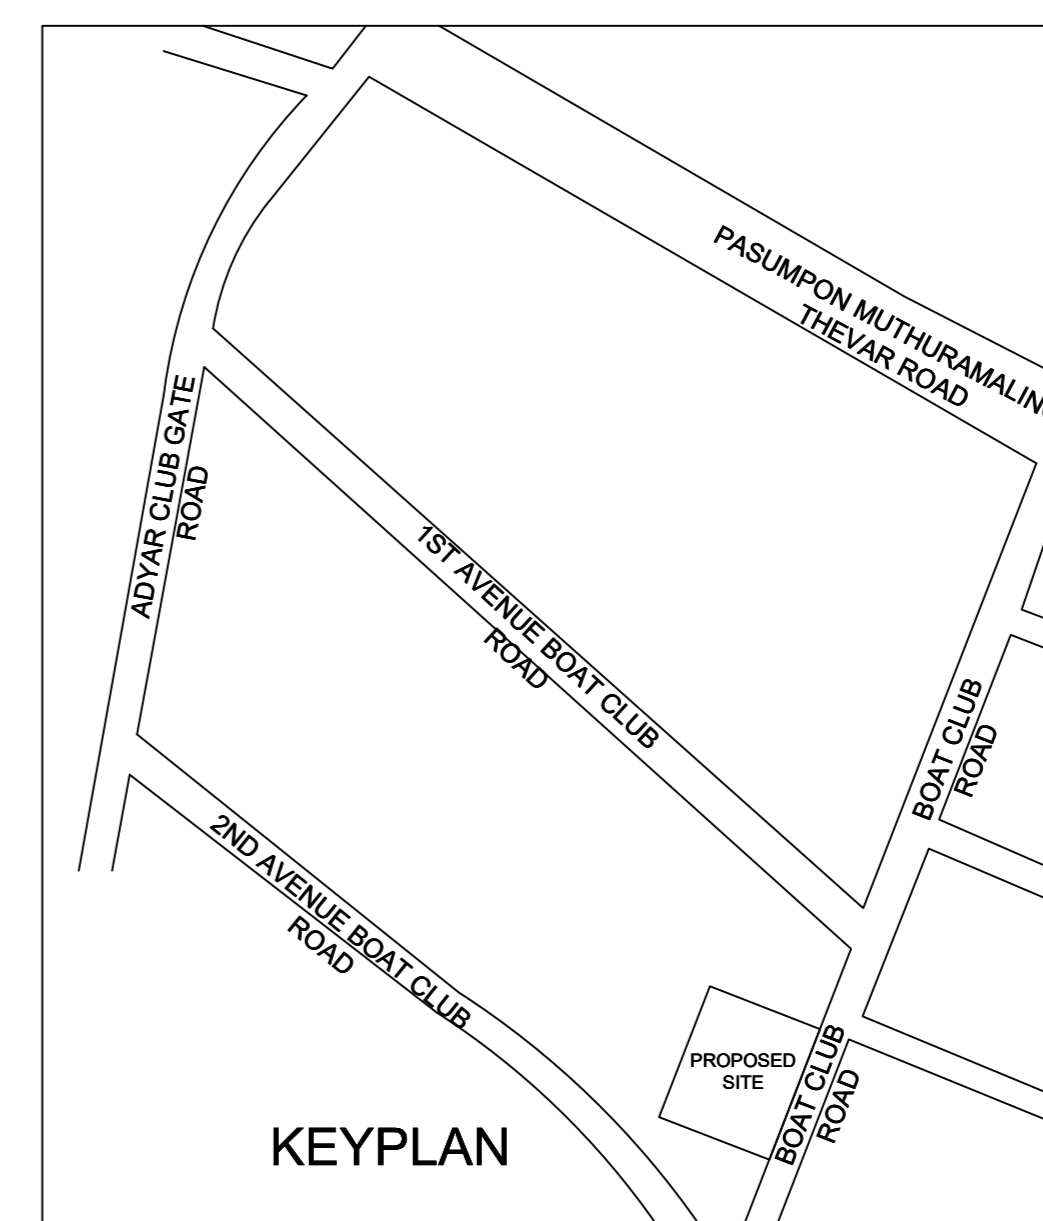 PASUMPON MUTHURAMALIN
THEVAR ROAD
ADYAR CLUB GATE
ROAD
1ST AVENUE BOAT CLUB
ROAD
BOAT CLUB
ROAD
2ND AVENUE BOAT CLUB
ROAD
PROPOSED
SITE
BOAT CLUB
ROAD
KEYPLAN